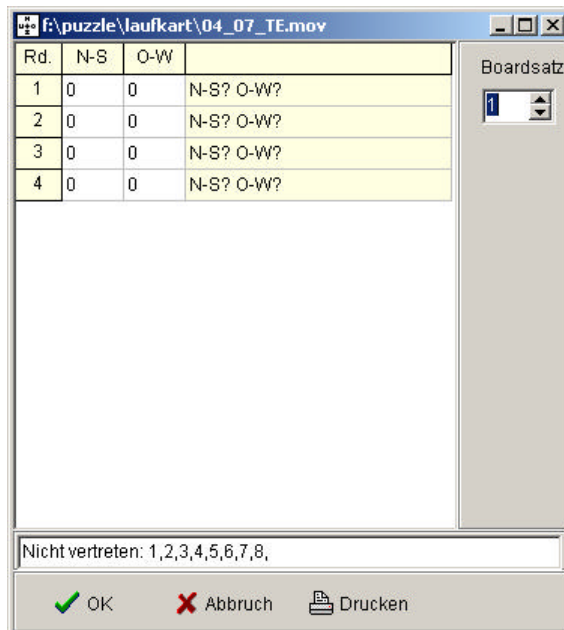 f:\puzzle\laufkart\04_07_TE.mov
Rd. N-S O-W
1 0 0 N-S? O-W?
2 0 0 N-S? O-W?
3 0 0 N-S? O-W?
4 0 0 N-S? O-W?
Boardsatz
1
Nicht vertreten: 1,2,3,4,5,6,7,8,
OK Abbruch Drucken